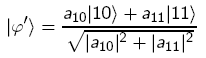 |φ′⟩ = (a₁₀|10⟩ + a₁₁|11⟩) / √(|a₁₀|² + |a₁₁|²)